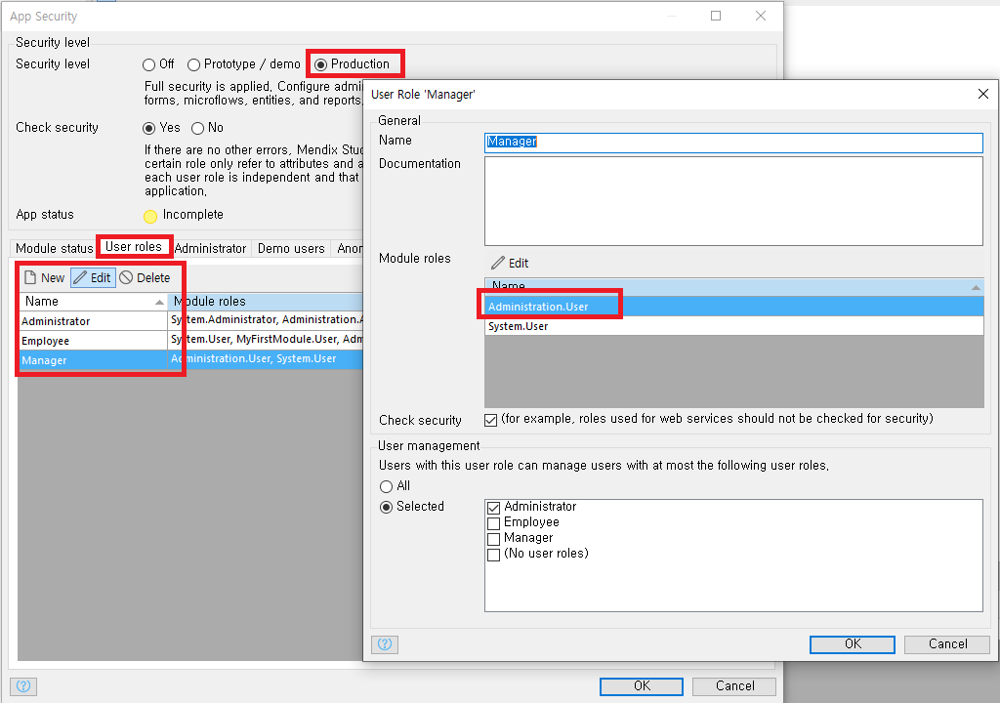 App Security
Security level
Security level
Off
Prototype / demo
Production
Full security is applied. Configure admi
forms, microflows, entities, and reports,
Check security
Yes
No
If there are no other errors, Mendix Stud
certain role only refer to attributes and a
each user role is independent and that
application.
App status
Incomplete
Module status
User roles
Administrator
Demo users
Anon
New
Edit
Delete
Name
Module roles
Administrator
System.Administrator, Administration.A
Employee
System.User, MyFirstModule.User, Adm
Manager
Administration.User, System.User
OK
Cancel
User Role 'Manager'
General
Name
Manager
Documentation
Module roles
Edit
Name
Administration.User
System.User
Check security
(for example, roles used for web services should not be checked for security)
User management
Users with this user role can manage users with at most the following user roles.
All
Selected
Administrator
Employee
Manager
(No user roles)
OK
Cancel